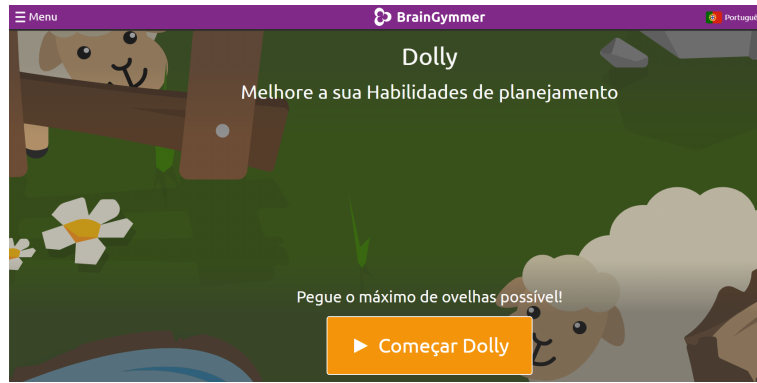 Menu
BrainGymmer
Dolly
Melhore a sua Habilidades de planejamento
Pegue o máximo de ovelhas possível!
Começar Dolly